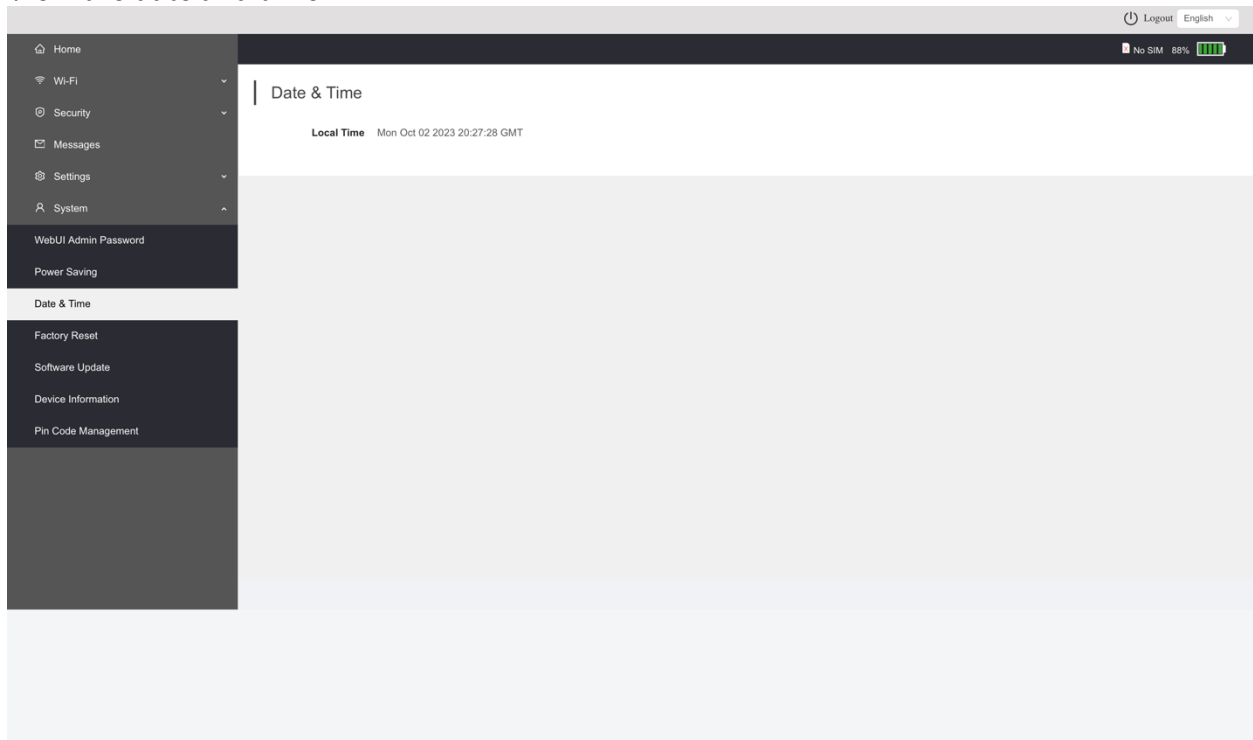 Logout English
Home
No SIM 88%
Wi-Fi
Date & Time
Security
Local Time Mon Oct 02 2023 20:27:28 GMT
Messages
Settings
System
WebUI Admin Password
Power Saving
Date & Time
Factory Reset
Software Update
Device Information
Pin Code Management